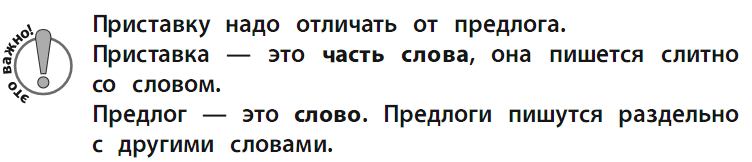 это важно!
Приставку надо отличать от предлога.
Приставка — это часть слова, она пишется слитно
со словом.
Предлог — это слово. Предлоги пишутся раздельно
с другими словами.